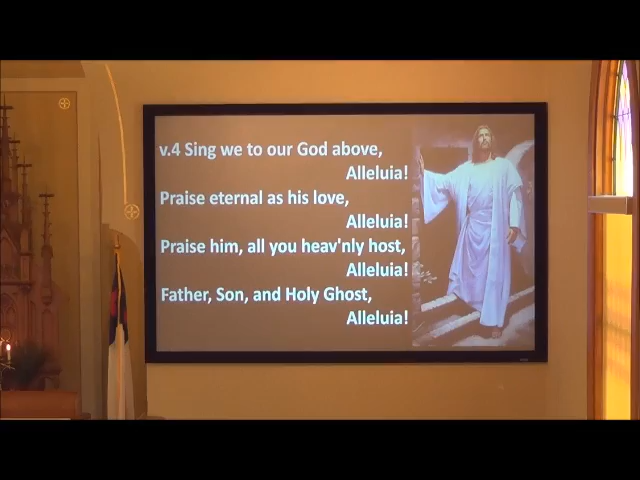 v.4 Sing we to our God above,
Alleluia!
Praise eternal as his love,
Alleluia!
Praise him, all you heav'nly host,
Alleluia!
Father, Son, and Holy Ghost,
Alleluia!